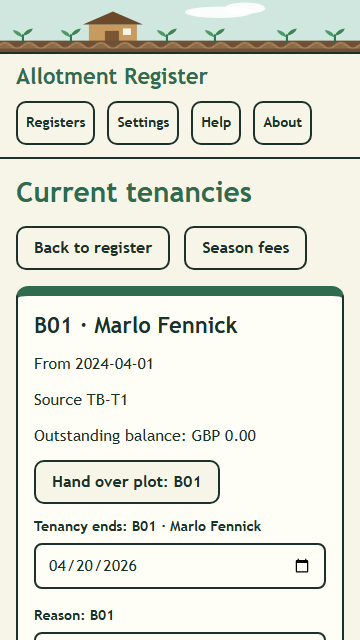 Allotment Register
Registers Settings Help About
Current tenancies
Back to register Season fees
B01 · Marlo Fennick
From 2024-04-01
Source TB-T1
Outstanding balance: GBP 0.00
Hand over plot: B01
Tenancy ends: B01 · Marlo Fennick
04/20/2026
Reason: B01